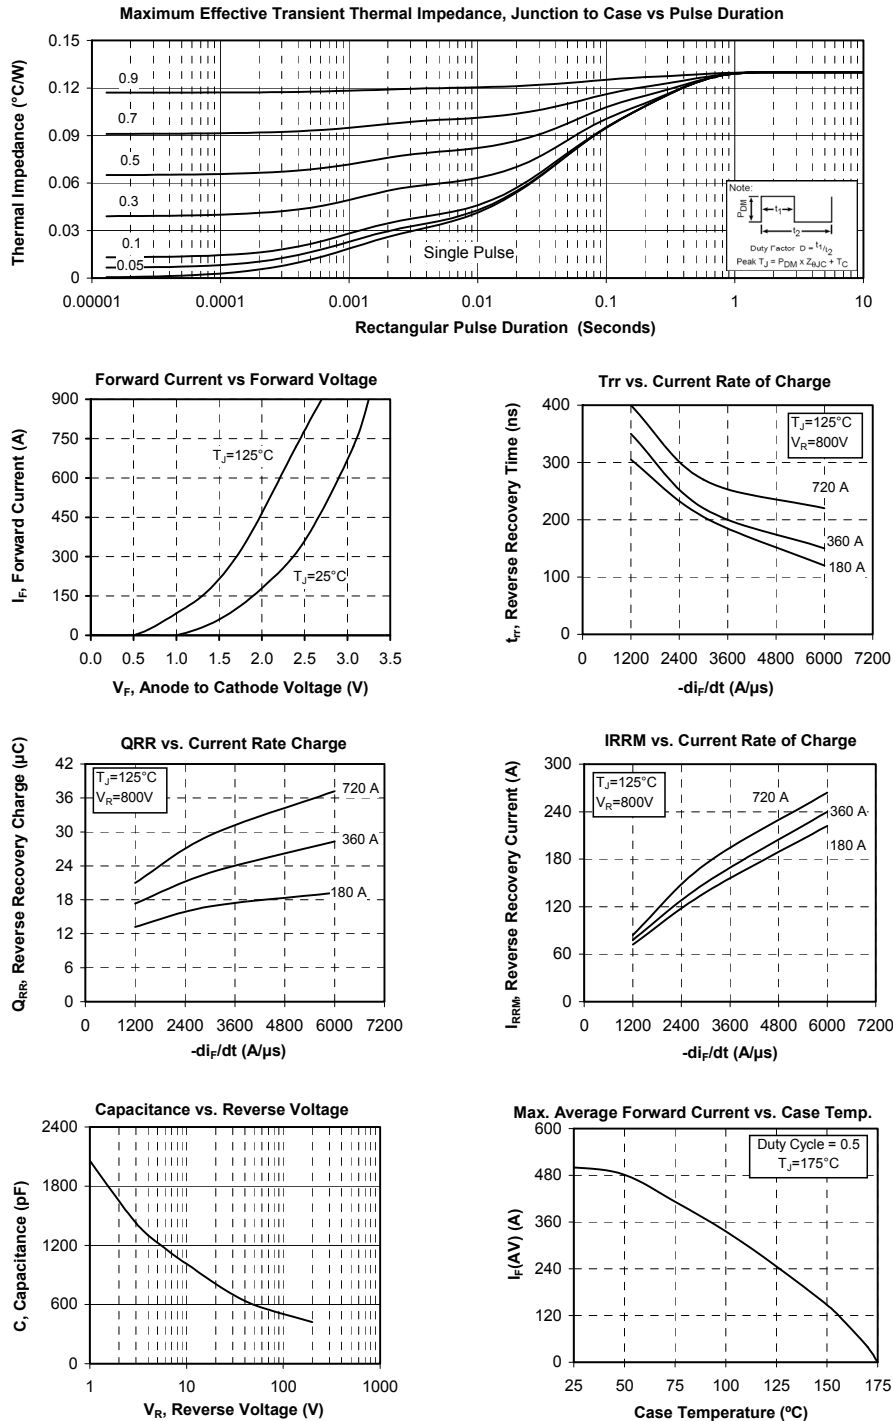 Maximum Effective Transient Thermal Impedance, Junction to Case vs Pulse Duration
Thermal Impedance (°C/W)
0.15
0.12
0.09
0.06
0.03
0
0.9
0.7
0.5
0.3
0.1
0.05
Single Pulse
Note:
PDM
t1
t2
Duty Factor D = t1/t2
Peak TJ = PDM x ZθJC + TC
0.00001 0.0001 0.001 0.01 0.1 1 10
Rectangular Pulse Duration (Seconds)
Forward Current vs Forward Voltage
IF, Forward Current (A)
900
750
600
450
300
150
0
TJ=125°C
TJ=25°C
0.0 0.5 1.0 1.5 2.0 2.5 3.0 3.5
VF, Anode to Cathode Voltage (V)
Trr vs. Current Rate of Charge
trr, Reverse Recovery Time (ns)
400
300
200
100
0
TJ=125°C
VR=800V
720 A
360 A
180 A
0 1200 2400 3600 4800 6000 7200
-diF/dt (A/µs)
QRR vs. Current Rate Charge
QRR, Reverse Recovery Charge (µC)
42
36
30
24
18
12
6
0
TJ=125°C
VR=800V
720 A
360 A
180 A
0 1200 2400 3600 4800 6000 7200
-diF/dt (A/µs)
IRRM vs. Current Rate of Charge
IRRM, Reverse Recovery Current (A)
300
240
180
120
60
0
TJ=125°C
VR=800V
720 A
360 A
180 A
0 1200 2400 3600 4800 6000 7200
-diF/dt (A/µs)
Capacitance vs. Reverse Voltage
C, Capacitance (pF)
2400
1800
1200
600
0
1 10 100 1000
VR, Reverse Voltage (V)
Max. Average Forward Current vs. Case Temp.
IF(AV) (A)
600
480
360
240
120
0
Duty Cycle = 0.5
TJ=175°C
25 50 75 100 125 150 175
Case Temperature (ºC)